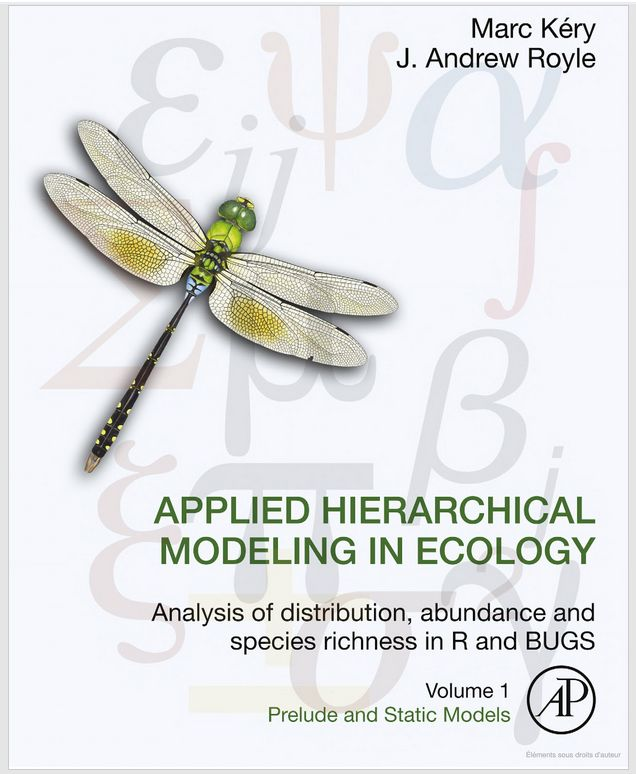 Marc Kéry
J. Andrew Royle
ε
ij
ψ
α
ʃ
Σ
μ
β
i
APPLIED HIERARCHICAL
MODELING IN ECOLOGY
ξ
π
±
σ
γ
Analysis of distribution, abundance and
species richness in R and BUGS
Volume 1
Prelude and Static Models
AP
Éléments sous droits d'auteur